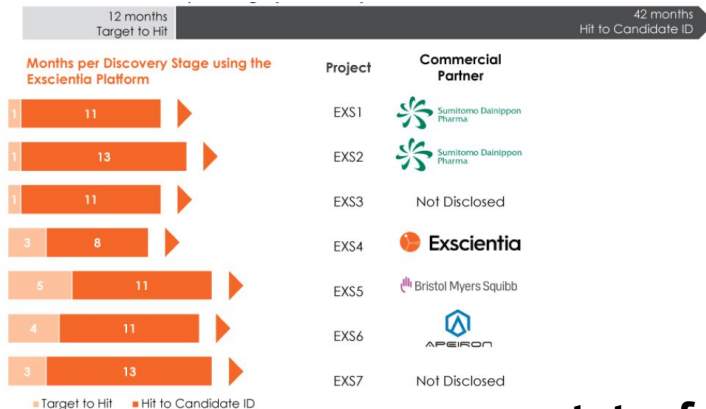 12 months
Target to Hit
42 months
Hit to Candidate ID
Months per Discovery Stage using the
Exscientia Platform
Project
Commercial
Partner
1 11 EXS1 Sumitomo Dainippon
Pharma
1 13 EXS2 Sumitomo Dainippon
Pharma
1 11 EXS3 Not Disclosed
3 8 EXS4 Exscientia
5 11 EXS5 Bristol Myers Squibb
4 11 EXS6 APEIRON
3 13 EXS7 Not Disclosed
Target to Hit Hit to Candidate ID